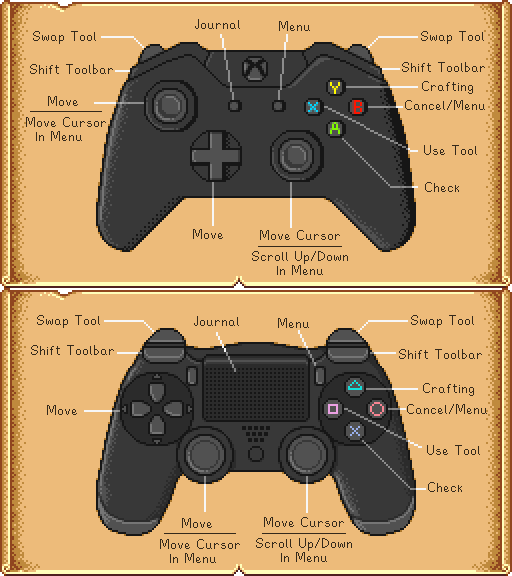 Journal
Menu
Swap Tool
Swap Tool
Shift Toolbar
Shift Toolbar
Y
Crafting
Move
X
B
Cancel/Menu
Move Cursor
In Menu
A
Use Tool
Check
Move
Move Cursor
Scroll Up/Down
In Menu
Swap Tool
Journal
Menu
Swap Tool
Shift Toolbar
Shift Toolbar
Crafting
Move
Cancel/Menu
Use Tool
Check
Move
Move Cursor
In Menu
Move Cursor
Scroll Up/Down
In Menu